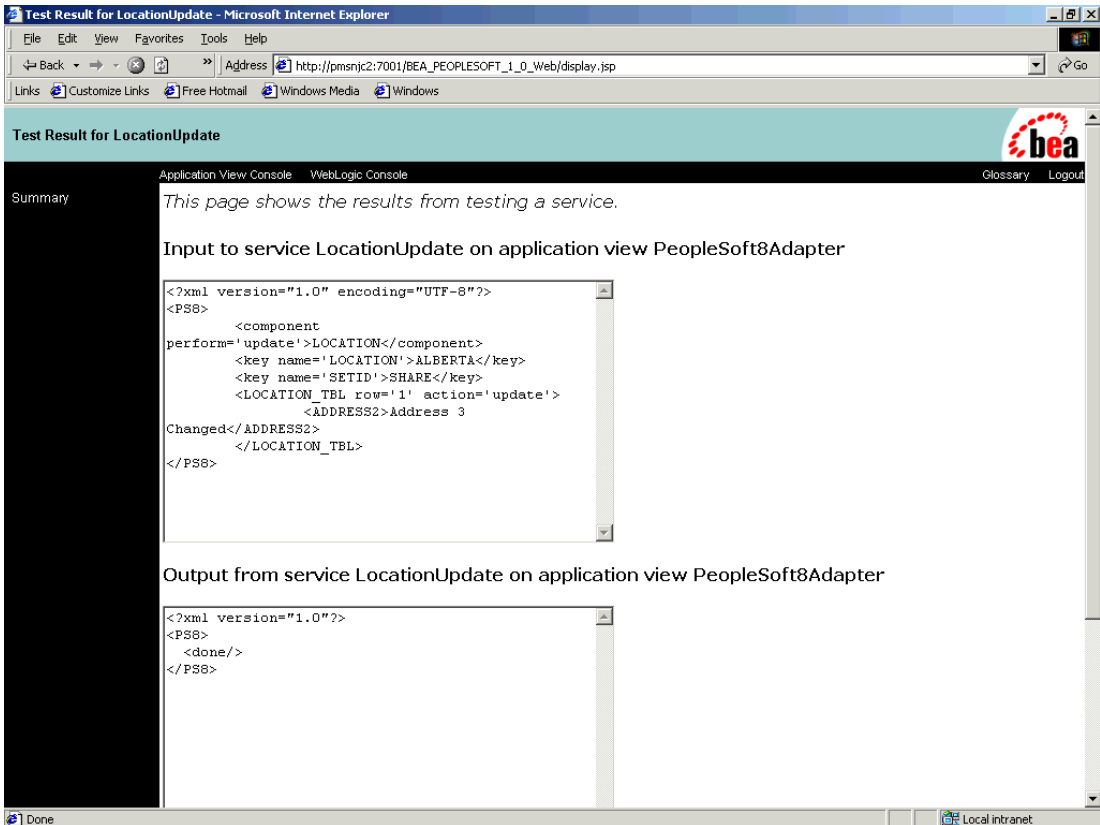 Test Result for LocationUpdate - Microsoft Internet Explorer
File Edit View Favorites Tools Help
Back » Address http://pmsnjc2:7001/BEA_PEOPLESOFT_1_0_Web/display.jsp Go
Links Customize Links Free Hotmail Windows Media Windows
Test Result for LocationUpdate
bea
Application View Console WebLogic Console Glossary Logout
Summary
This page shows the results from testing a service.
Input to service LocationUpdate on application view PeopleSoft8Adapter
<?xml version="1.0" encoding="UTF-8"?>
<PS8>
<component
perform='update'>LOCATION</component>
<key name='LOCATION'>ALBERTA</key>
<key name='SETID'>SHARE</key>
<LOCATION_TBL row='1' action='update'>
<ADDRESS2>Address 3
Changed</ADDRESS2>
</LOCATION_TBL>
</PS8>
Output from service LocationUpdate on application view PeopleSoft8Adapter
<?xml version="1.0"?>
<PS8>
<done/>
</PS8>
Done Local intranet